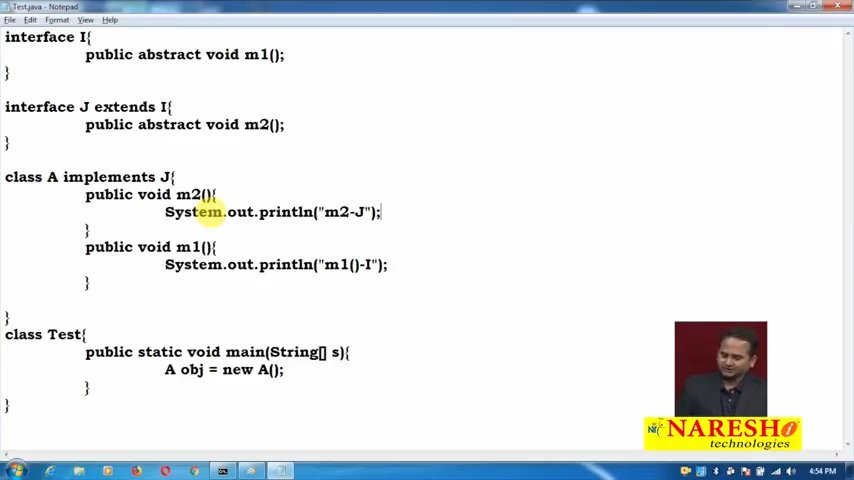 Test.java - Notepad
File Edit Format View Help
interface I{
public abstract void m1();
}
interface J extends I{
public abstract void m2();
}
class A implements J{
public void m2(){
System.out.println("m2-J");
}
public void m1(){
System.out.println("m1()-I");
}
}
class Test{
public static void main(String[] s){
A obj = new A();
}
}
NARESH i
technologies
4:54 PM